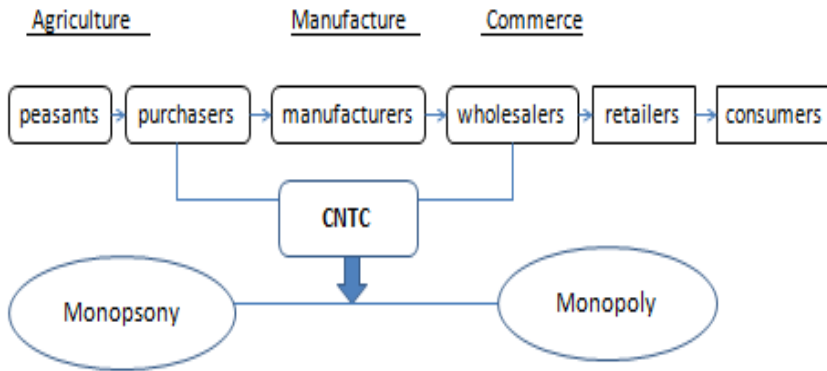 Agriculture Manufacture Commerce
peasants purchasers manufacturers wholesalers retailers consumers
CNTC
Monopsony Monopoly